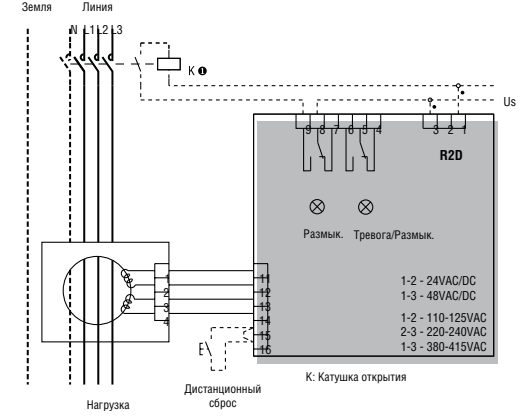 Земля Линия
N L1 L2 L3
K ❶
Us
9 8 7 6 5 4 3 2 1
R2D
Размык. Тревога/Размык.
1 11
2 12
3 13
4 14
15
16
1-2 - 24VAC/DC
1-3 - 48VAC/DC
1-2 - 110-125VAC
2-3 - 220-240VAC
1-3 - 380-415VAC
E
K: Катушка открытия
Дистанционный
сброс
Нагрузка